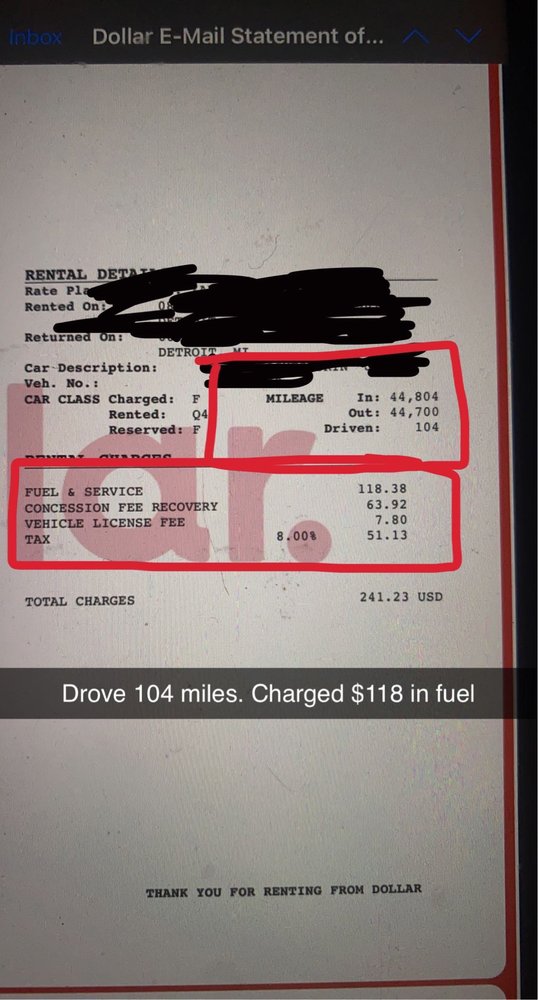 Inbox Dollar E-Mail Statement of...
RENTAL
Rate
Rented On:
Returned On:
DETROIT, MI
Car Description:
Veh. No.:
CAR CLASS Charged: F MILEAGE In: 44,804
Rented: Q4 Out: 44,700
Reserved: F Driven: 104
RENTAL CHARGES
FUEL & SERVICE 118.38
CONCESSION FEE RECOVERY 63.92
VEHICLE LICENSE FEE 7.80
TAX 8.00% 51.13
lar.
TOTAL CHARGES 241.23 USD
Drove 104 miles. Charged $118 in fuel
THANK YOU FOR RENTING FROM DOLLAR